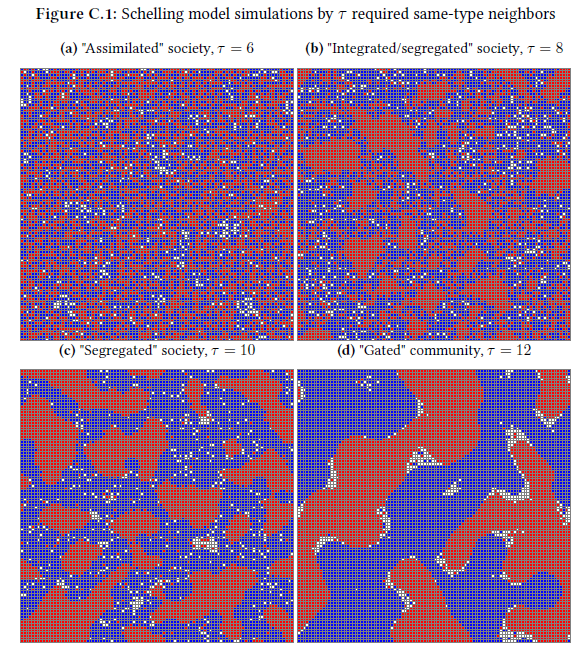 Figure C.1: Schelling model simulations by τ required same-type neighbors
(a) "Assimilated" society, τ = 6
(b) "Integrated/segregated" society, τ = 8
(c) "Segregated" society, τ = 10
(d) "Gated" community, τ = 12